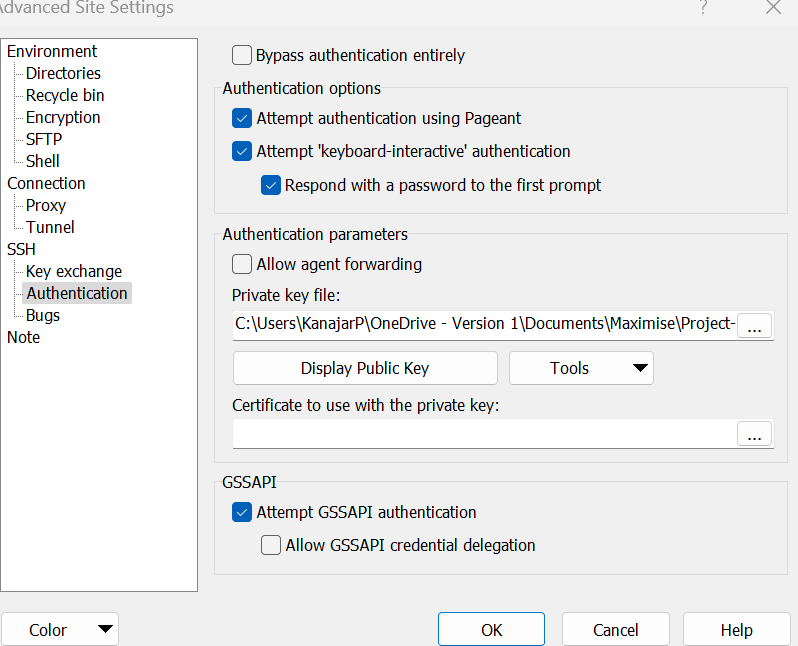 Advanced Site Settings
?
Environment
Directories
Recycle bin
Encryption
SFTP
Shell
Connection
Proxy
Tunnel
SSH
Key exchange
Authentication
Bugs
Note
Bypass authentication entirely
Authentication options
Attempt authentication using Pageant
Attempt 'keyboard-interactive' authentication
Respond with a password to the first prompt
Authentication parameters
Allow agent forwarding
Private key file:
C:\Users\KanajarP\OneDrive - Version 1\Documents\Maximise\Project-
...
Display Public Key
Tools
Certificate to use with the private key:
...
GSSAPI
Attempt GSSAPI authentication
Allow GSSAPI credential delegation
Color
OK
Cancel
Help